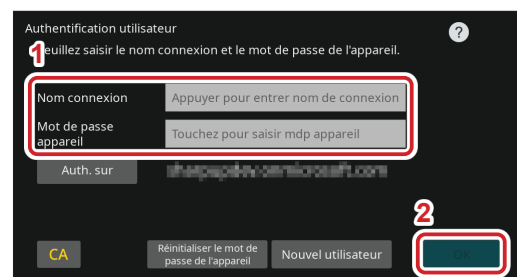 Authentification utilisateur
?
euillez saisir le nom connexion et le mot de passe de l'appareil.
1
Nom connexion
Appuyer pour entrer nom de connexion
Mot de passe
appareil
Touchez pour saisir mdp appareil
Auth. sur
2
CA
Réinitialiser le mot de
passe de l'appareil
Nouvel utilisateur
OK